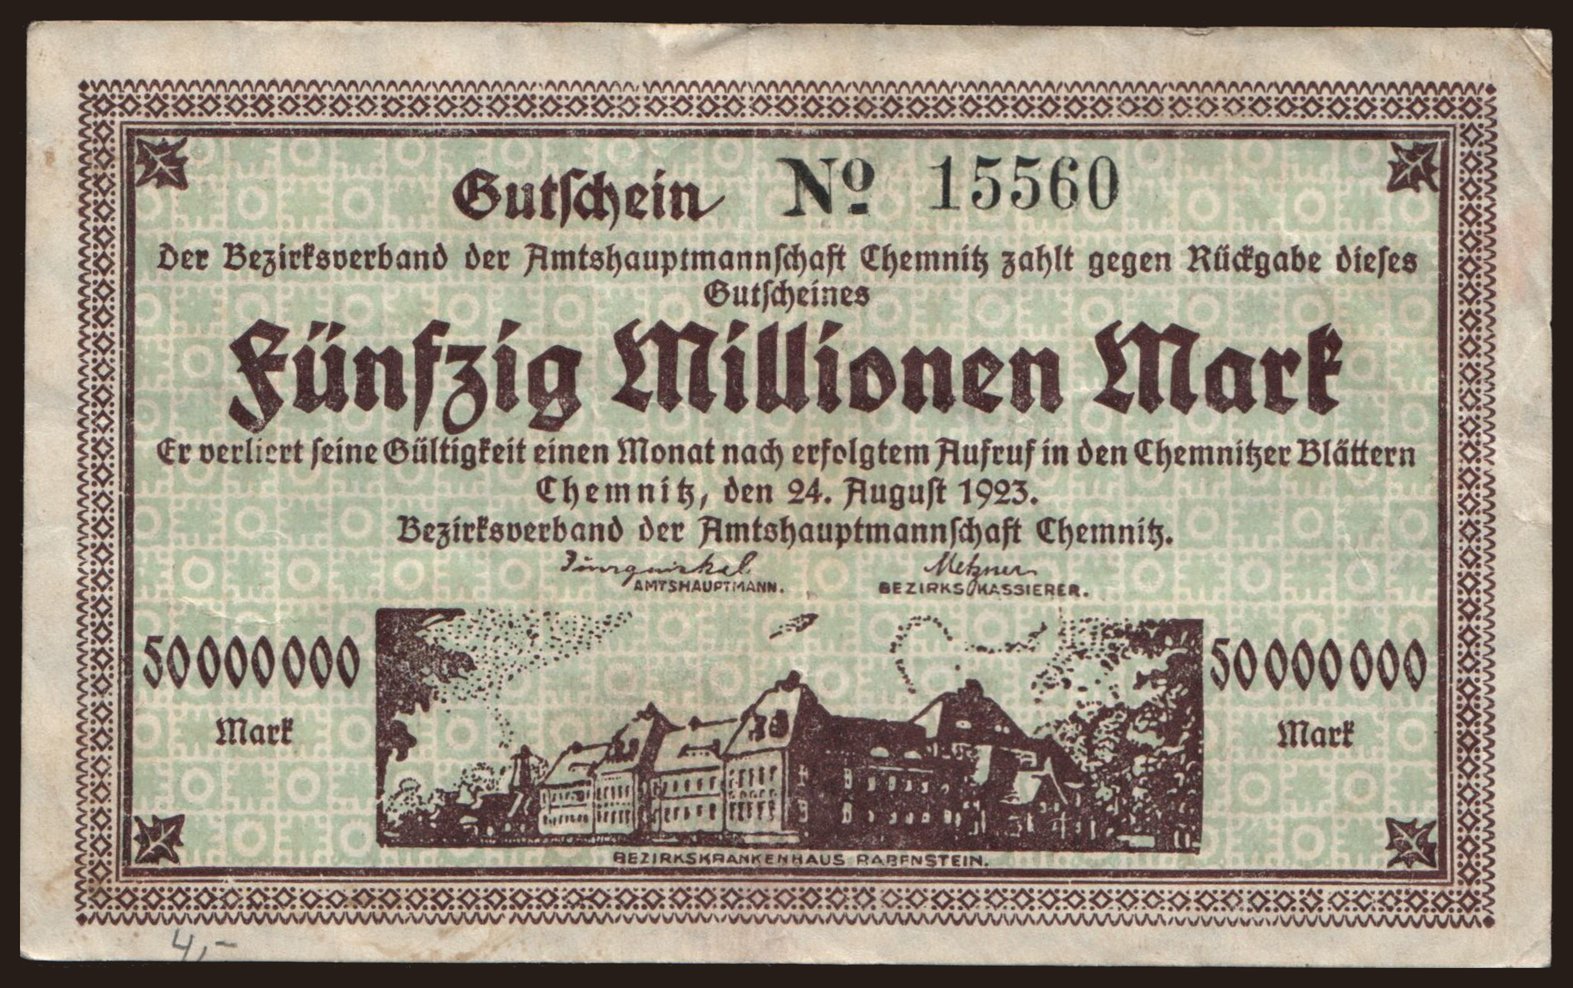 Gutschein No 15560
Der Bezirksverband der Amtshauptmannschaft Chemnitz zahlt gegen Rückgabe dieses
Gutscheines
Fünfzig Millionen Mark
Er verliert seine Gültigkeit einen Monat nach erfolgtem Aufruf in den Chemnitzer Blättern
Chemnitz, den 24. August 1923.
Bezirksverband der Amtshauptmannschaft Chemnitz.
Metzner
AMTSHAUPTMANN. BEZIRKSKASSIERER.
50000000 50000000
Mark Mark
BEZIRKSKRANKENHAUS RABENSTEIN.
4,-